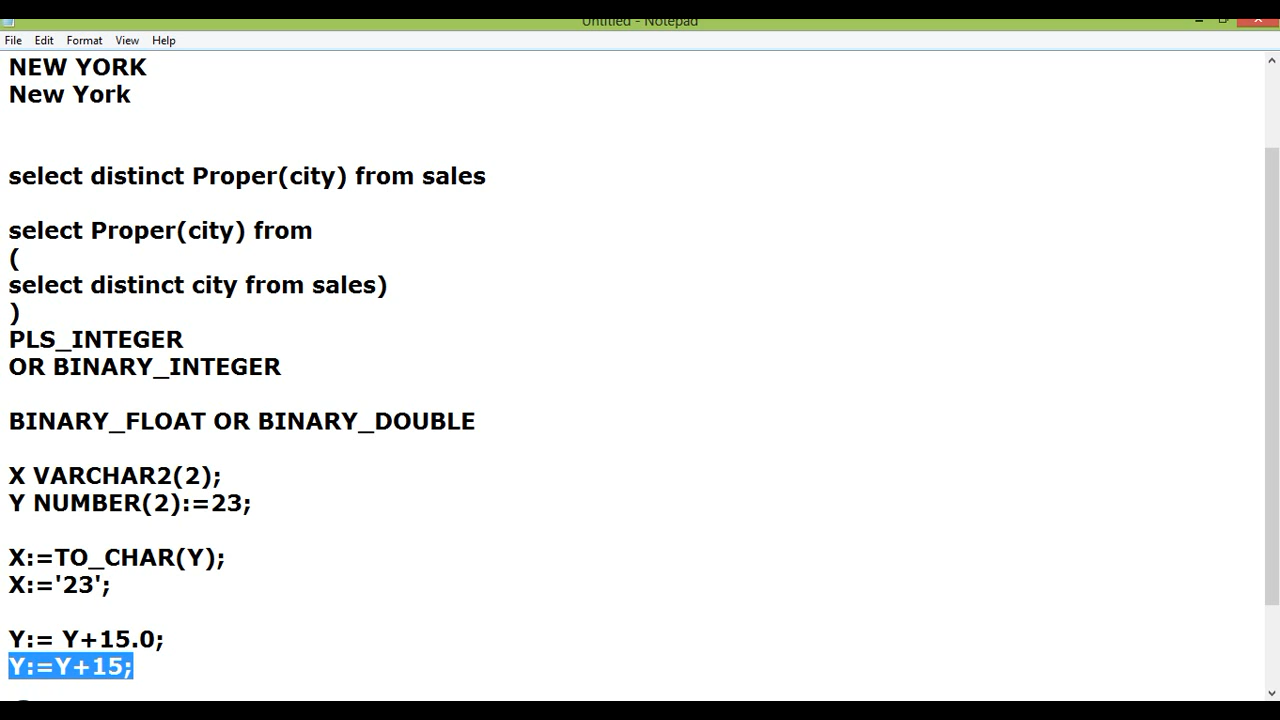 Untitled - Notepad
File Edit Format View Help
NEW YORK
New York
select distinct Proper(city) from sales
select Proper(city) from
(
select distinct city from sales)
)
PLS_INTEGER
OR BINARY_INTEGER
BINARY_FLOAT OR BINARY_DOUBLE
X VARCHAR2(2);
Y NUMBER(2):=23;
X:=TO_CHAR(Y);
X:='23';
Y:= Y+15.0;
Y:=Y+15;